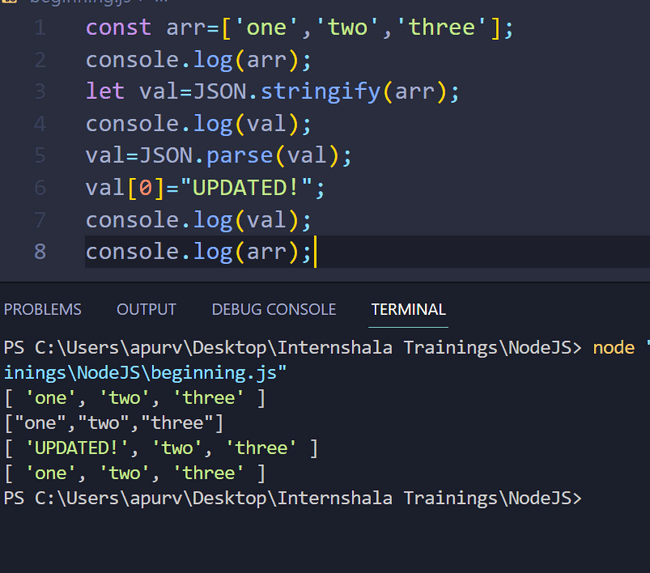 beginning.js
1 const arr=['one','two','three'];
2 console.log(arr);
3 let val=JSON.stringify(arr);
4 console.log(val);
5 val=JSON.parse(val);
6 val[0]="UPDATED!";
7 console.log(val);
8 console.log(arr);
PROBLEMS OUTPUT DEBUG CONSOLE TERMINAL
PS C:\Users\apurv\Desktop\Internshala Trainings\NodeJS> node "
inings\NodeJS\beginning.js"
[ 'one', 'two', 'three' ]
["one","two","three"]
[ 'UPDATED!', 'two', 'three' ]
[ 'one', 'two', 'three' ]
PS C:\Users\apurv\Desktop\Internshala Trainings\NodeJS>